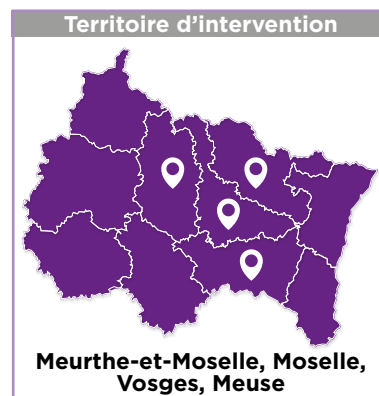 Territoire d'intervention
Meurthe-et-Moselle, Moselle,
Vosges, Meuse